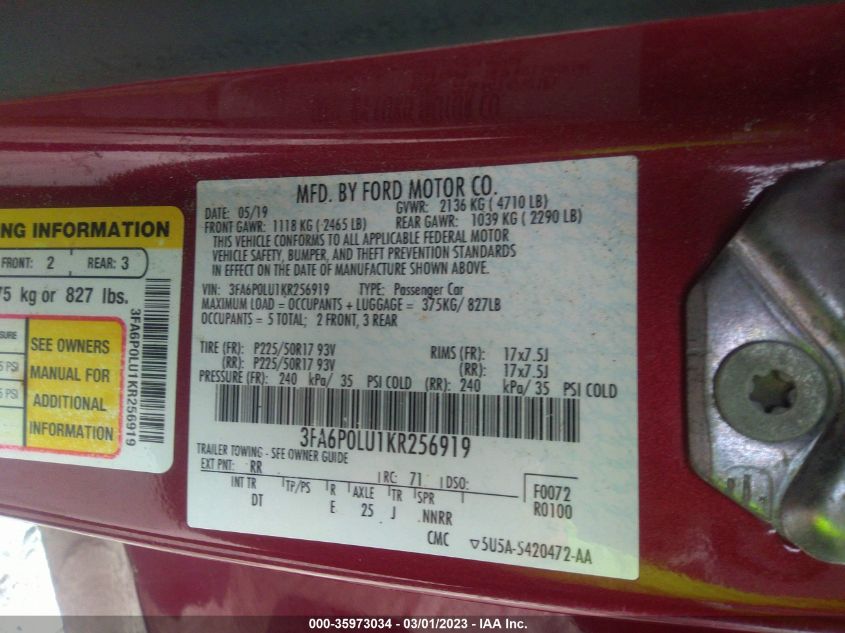 MFD. BY FORD MOTOR CO.
DATE: 05/19 GVWR: 2136 KG ( 4710 LB)
FRONT GAWR: 1118 KG ( 2465 LB) REAR GAWR: 1039 KG ( 2290 LB)
THIS VEHICLE CONFORMS TO ALL APPLICABLE FEDERAL MOTOR
VEHICLE SAFETY, BUMPER, AND THEFT PREVENTION STANDARDS
IN EFFECT ON THE DATE OF MANUFACTURE SHOWN ABOVE.
VIN: 3FA6P0LU1KR256919 TYPE: Passenger Car
MAXIMUM LOAD = OCCUPANTS + LUGGAGE = 375KG/ 827LB
OCCUPANTS = 5 TOTAL; 2 FRONT, 3 REAR
TIRE (FR): P225/50R17 93V RIMS (FR): 17x7.5J
(RR): P225/50R17 93V (RR): 17x7.5J
PRESSURE (FR): 240 kPa/ 35 PSI COLD (RR): 240 kPa/ 35 PSI COLD
3FA6P0LU1KR256919
TRAILER TOWING - SEE OWNER GUIDE
EXT PNT: RR RC: 71 DSO:
INT TR TP/PS R AXLE TR SPR F0072
DT E 25 J NNRR R0100
CMC ▽5U5A-5420472-AA
NG INFORMATION
FRONT: 2 REAR: 3
75 kg or 827 lbs.
SURE
5 PSI
5 PSI
SEE OWNERS
MANUAL FOR
ADDITIONAL
INFORMATION
3FA6P0LU1KR256919
000-35973034 - 03/01/2023 - IAA Inc.